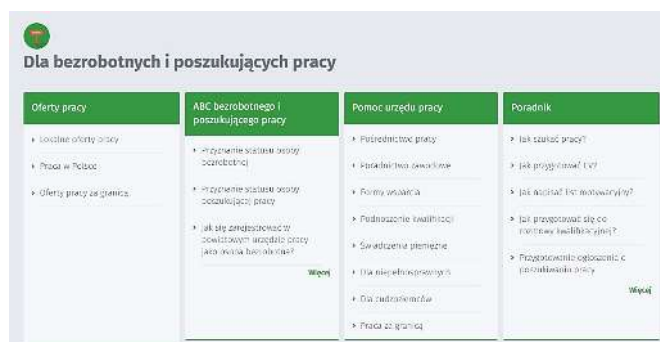 Dla bezrobotnych i poszukujących pracy
Oferty pracy
Lokalne oferty pracy
Praca w Polsce
Oferty pracy za granicą
ABC bezrobotnego i
poszukującego pracy
Przyznanie statusu osoby
bezrobotnej
Przyznanie statusu osoby
poszukującej pracy
Jak się zarejestrować w
powiatowym urzędzie pracy
jako osoba bezrobotna?
Więcej
Pomoc urzędu pracy
Pośrednictwo pracy
Poradnictwo zawodowe
Formy wsparcia
Podnoszenie kwalifikacji
Świadczenia pieniężne
Dla niepełnosprawnych
Dla cudzoziemców
Praca za granicą
Poradnik
Jak szukać pracy?
Jak przygotować CV?
Jak napisać list motywacyjny?
Jak przygotować się do
rozmowy kwalifikacyjnej?
Przygotowanie ogłoszenia o
poszukiwaniu pracy
Więcej